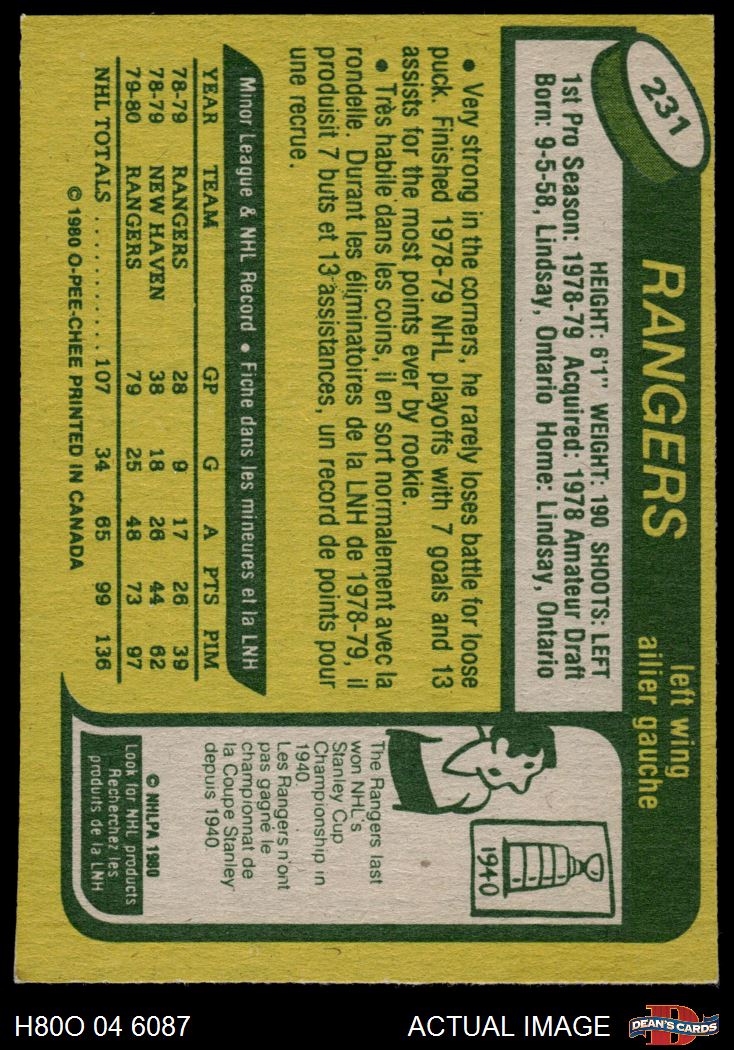 231
RANGERS
left wing
ailier gauche
HEIGHT: 6'1" WEIGHT: 190 SHOOTS: LEFT
1st Pro Season: 1978-79 Acquired: 1978 Amateur Draft
Born: 9-5-58, Lindsay, Ontario Home: Lindsay, Ontario
• Very strong in the corners, he rarely loses battle for loose
puck. Finished 1978-79 NHL playoffs with 7 goals and 13
assists for the most points ever by rookie.
• Très habile dans les coins, il en sort normalement avec la
rondelle. Durant les éliminatoires de la LNH de 1978-79, il
produisit 7 buts et 13 assistances, un record de points pour
une recrue.
Minor League & NHL Record • Fiche dans les mineures et la LNH
YEAR TEAM GP G A PTS PIM
78-79 RANGERS 28 9 17 26 39
78-79 NEW HAVEN 38 18 26 44 62
79-80 RANGERS 79 25 48 73 97
NHL TOTALS ........... 107 34 65 99 136
© 1980 O-PEE-CHEE PRINTED IN CANADA
1940
The Rangers last
won NHL's
Stanley Cup
Championship in
1940.
Les Rangers n'ont
pas gagné le
championnat de
la Coupe Stanley
depuis 1940.
© NHLPA 1980
Look for NHL products
Recherchez les
produits de la LNH
H80O 04 6087
ACTUAL IMAGE
D
DEAN'S CARDS